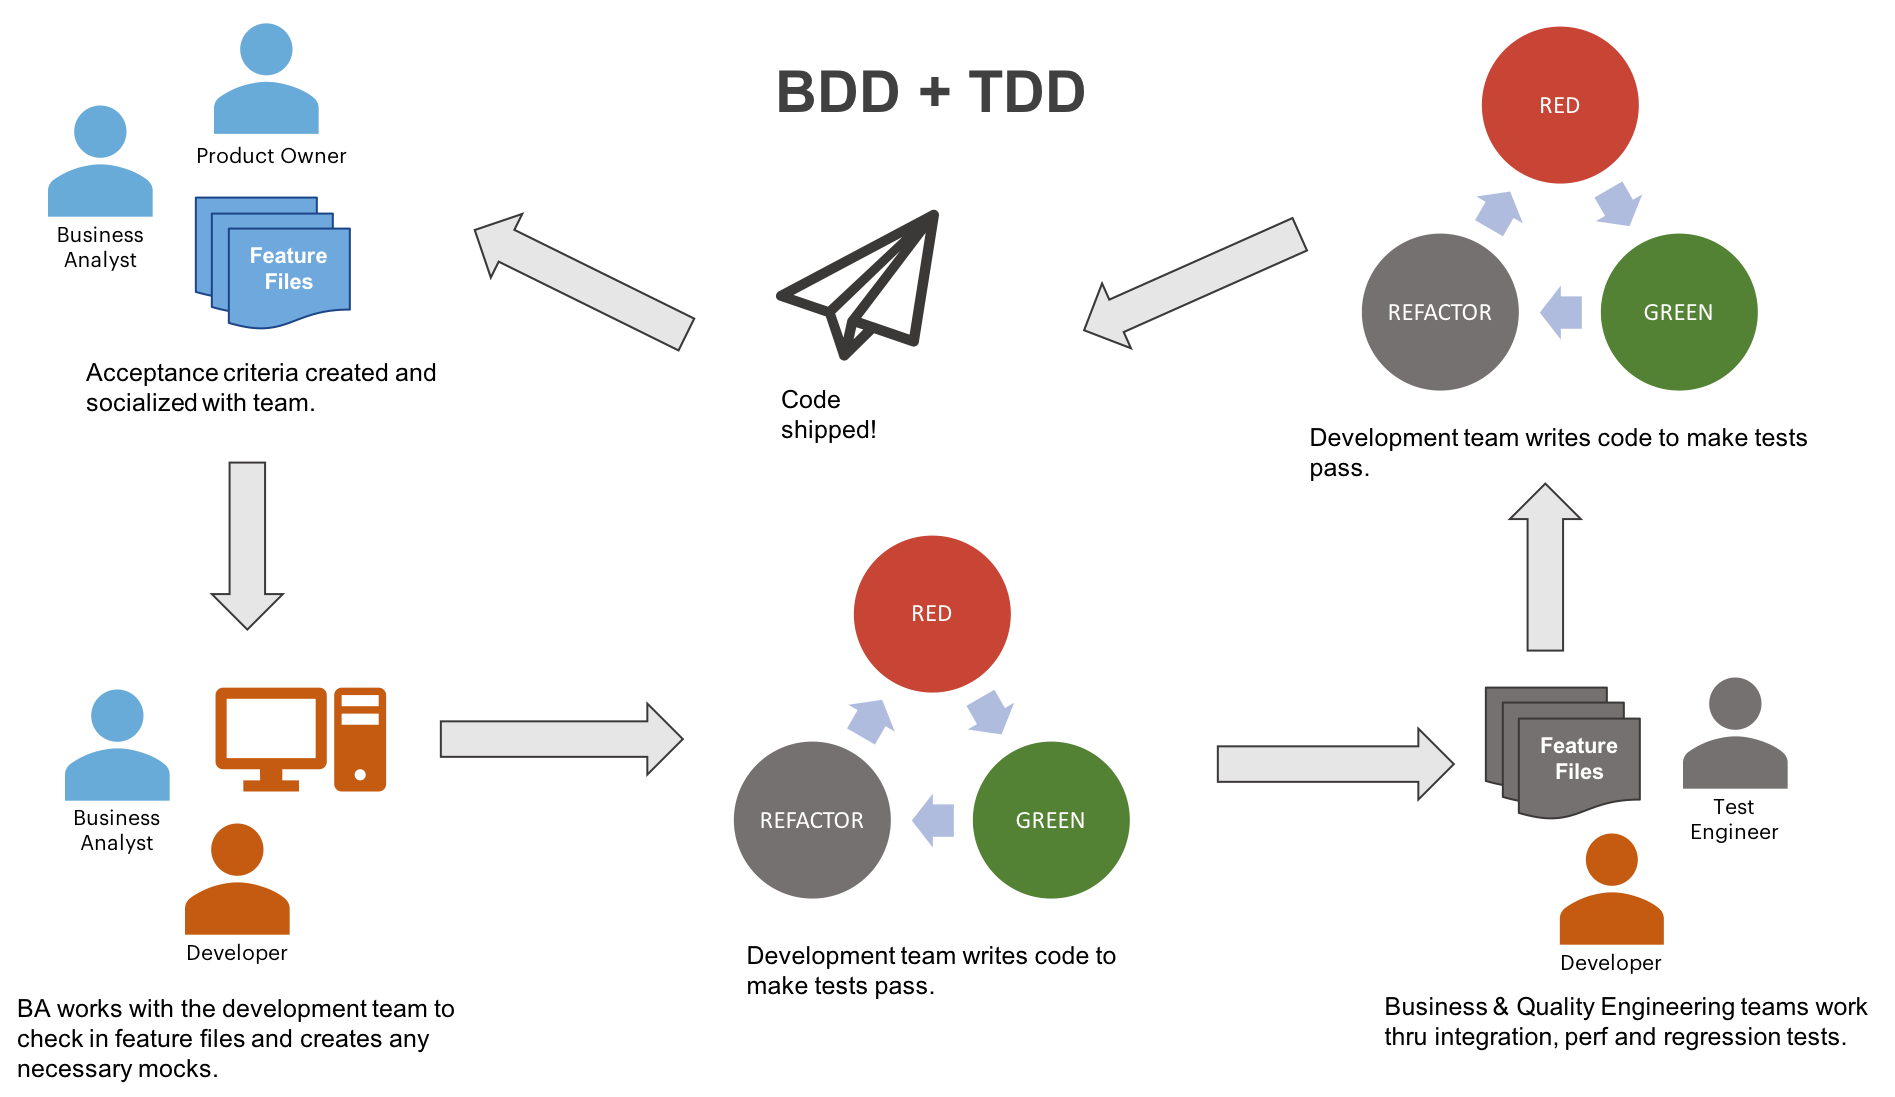 BDD + TDD
Product Owner
Business
Analyst
Feature
Files
Acceptance criteria created and
socialized with team.
Business
Analyst
Developer
BA works with the development team to
check in feature files and creates any
necessary mocks.
RED
GREEN
REFACTOR
Development team writes code to
make tests pass.
Feature
Files
Test
Engineer
Developer
Business & Quality Engineering teams work
thru integration, perf and regression tests.
RED
GREEN
REFACTOR
Development team writes code to make tests
pass.
Code
shipped!